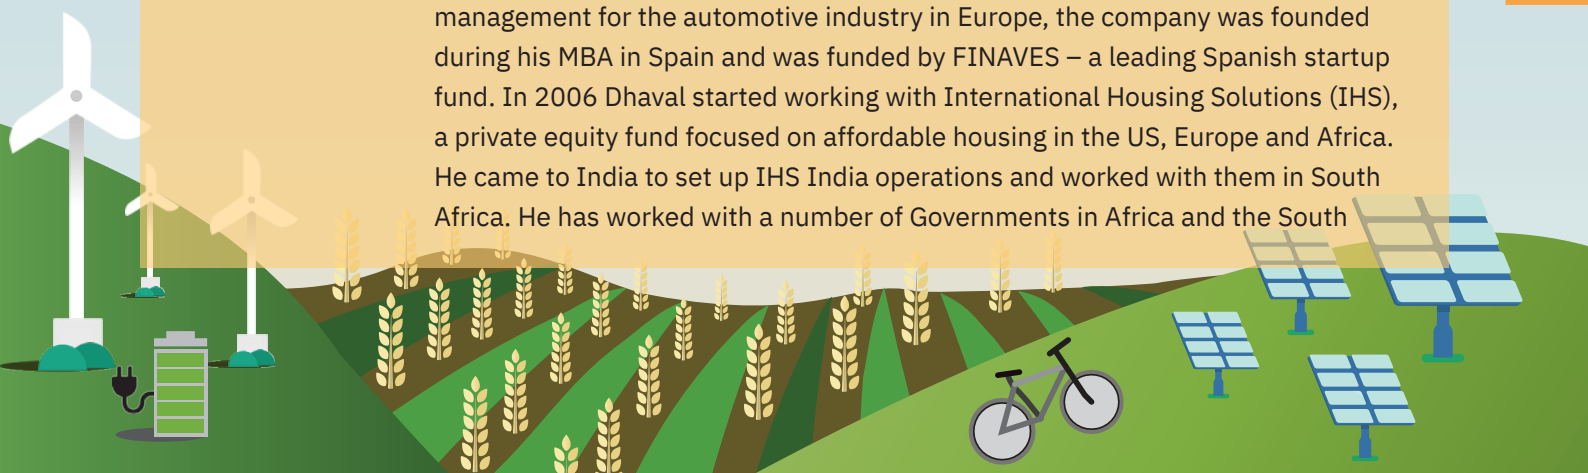 management for the automotive industry in Europe, the company was founded
during his MBA in Spain and was funded by FINAVES – a leading Spanish startup
fund. In 2006 Dhaval started working with International Housing Solutions (IHS),
a private equity fund focused on affordable housing in the US, Europe and Africa.
He came to India to set up IHS India operations and worked with them in South
Africa. He has worked with a number of Governments in Africa and the South